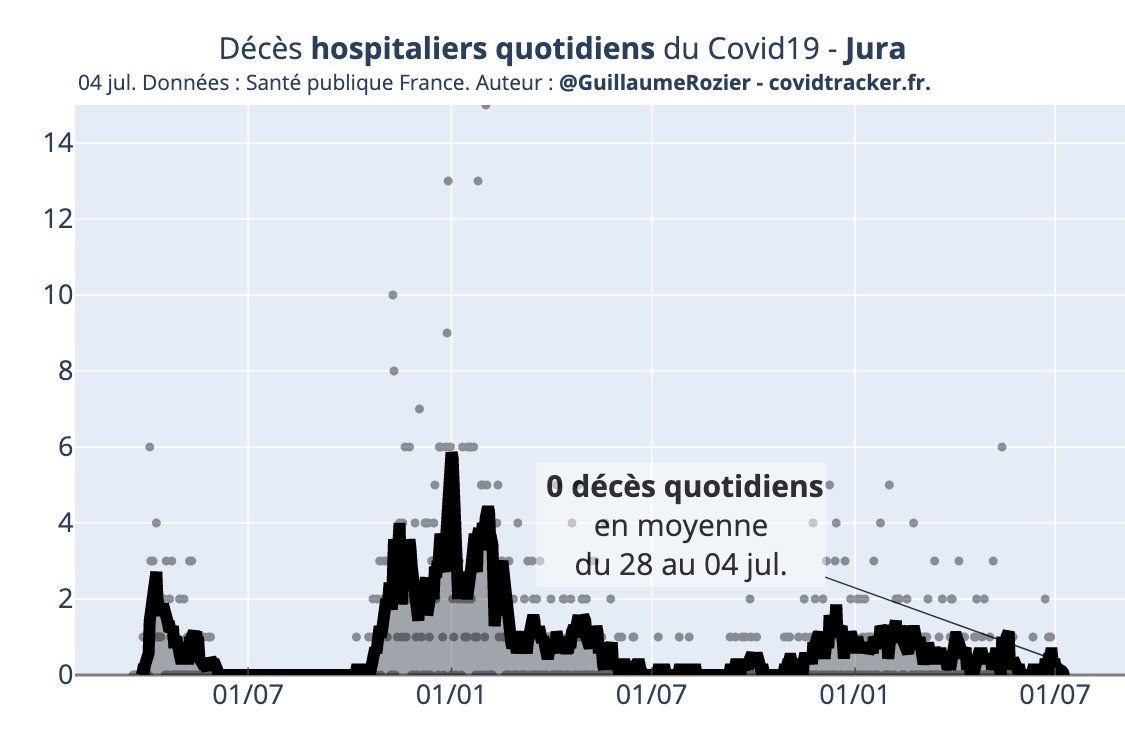 Décès hospitaliers quotidiens du Covid19 - Jura
04 jul. Données : Santé publique France. Auteur : @GuillaumeRozier - covidtracker.fr.
14
12
10
8
6
4
2
0
0 décès quotidiens
en moyenne
du 28 au 04 jul.
01/07 01/01 01/07 01/01 01/07